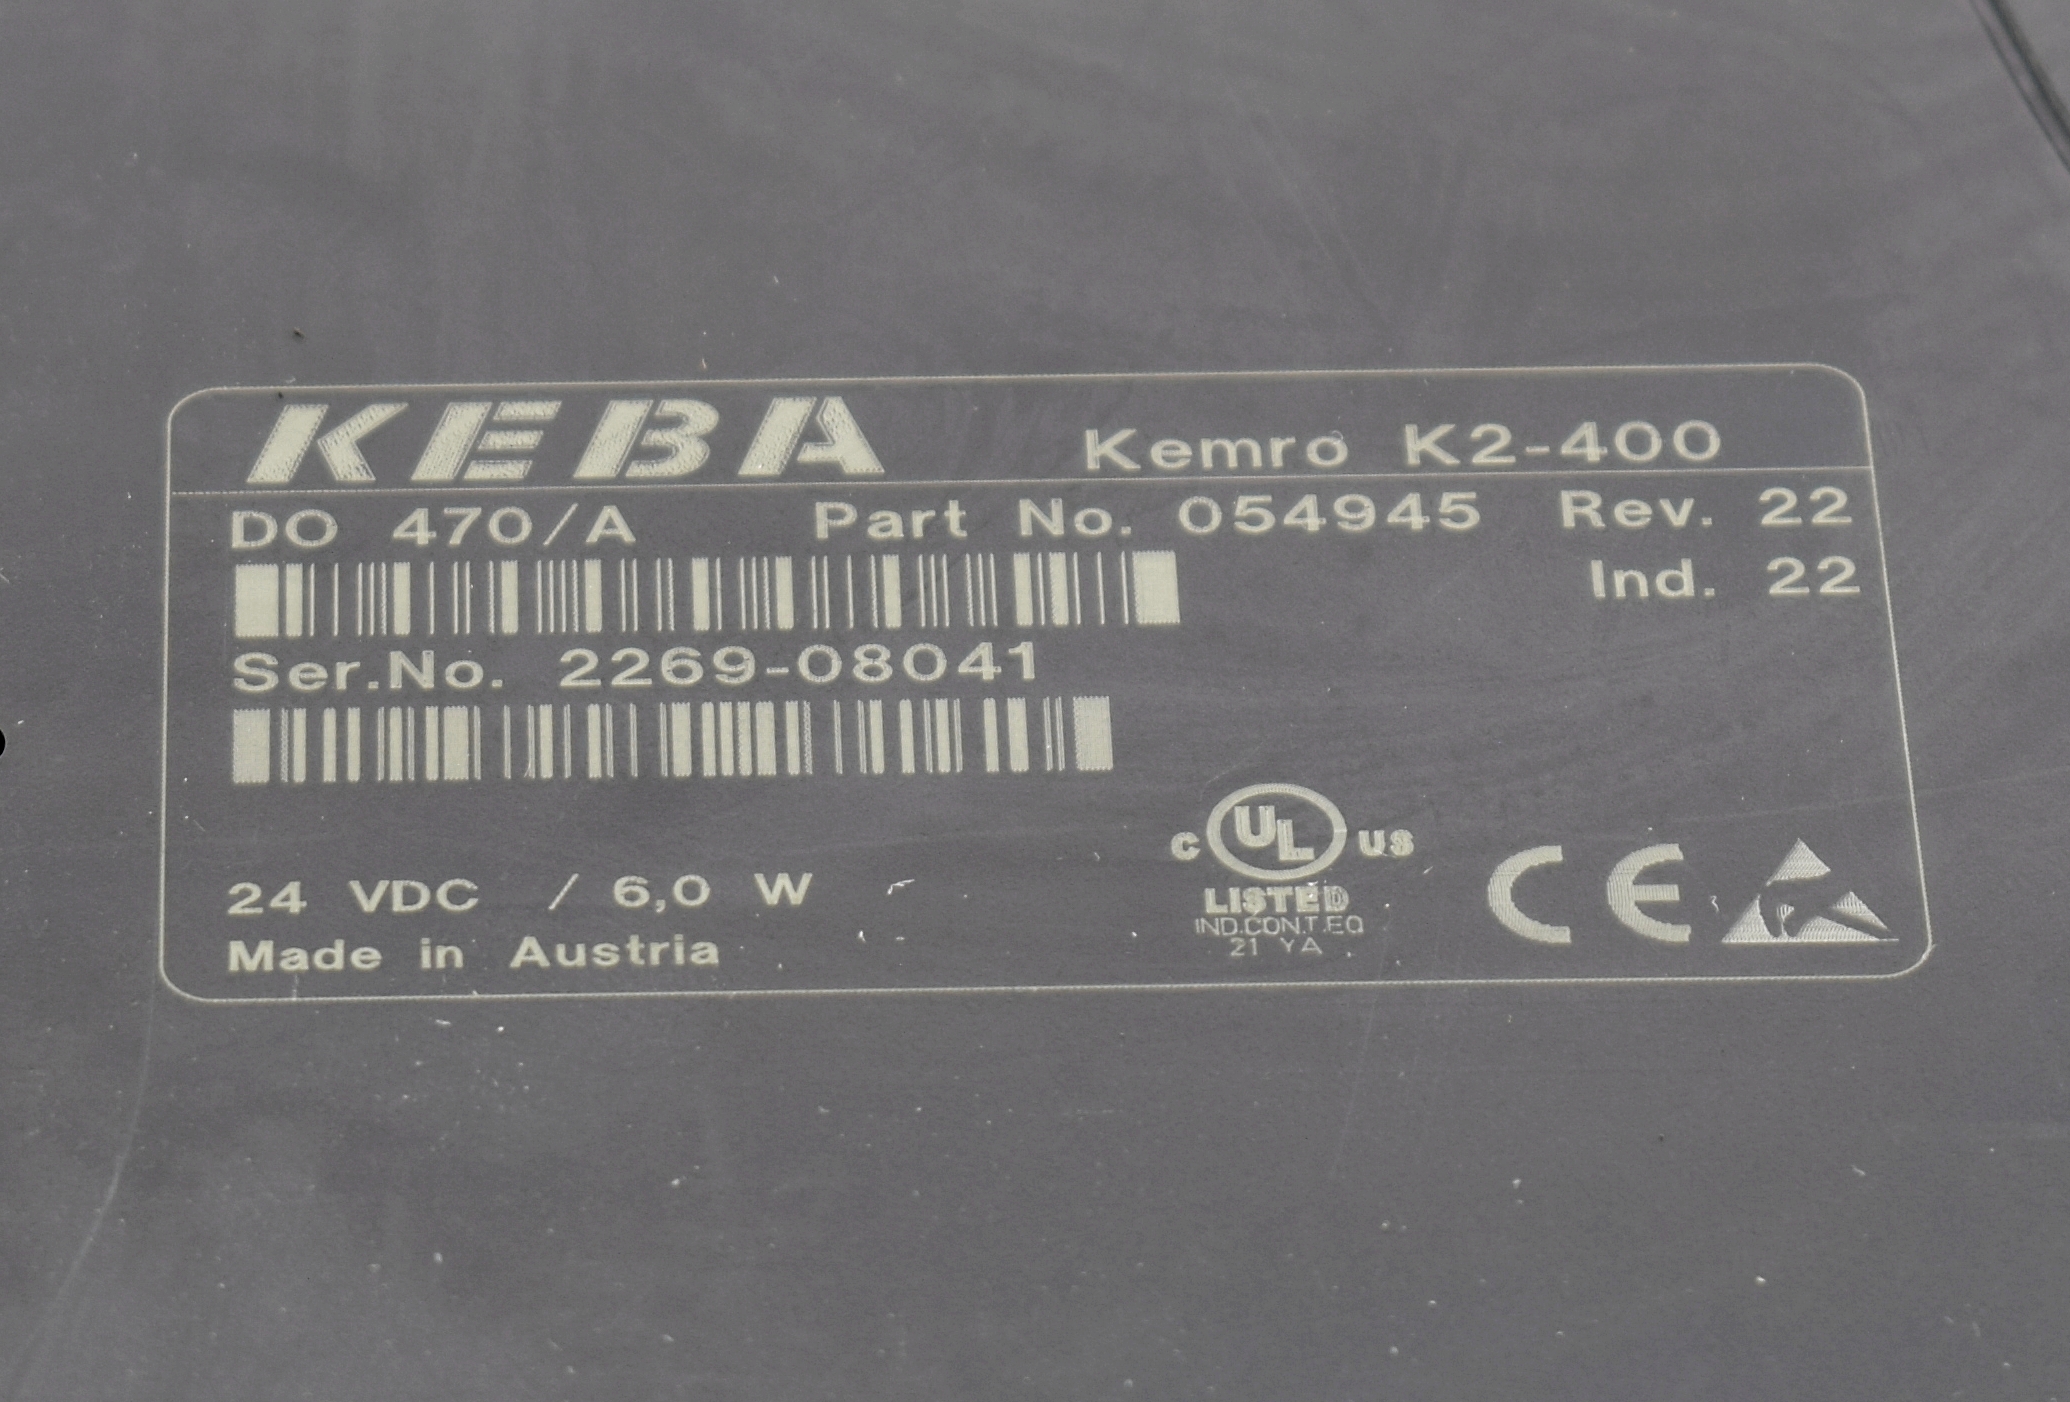 KEBA Kemro K2-400
DO 470/A Part No. 054945 Rev. 22
Ind. 22
Ser.No. 2269-08041
C UL US
LISTED
IND.CONT.EQ
21 YA
CE
24 VDC / 6,0 W
Made in Austria